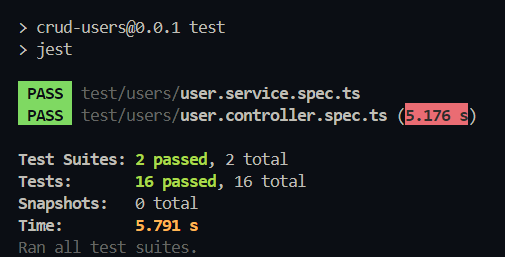 > crud-users@0.0.1 test
> jest
PASS test/users/user.service.spec.ts
PASS test/users/user.controller.spec.ts (5.176 s)
Test Suites: 2 passed, 2 total
Tests: 16 passed, 16 total
Snapshots: 0 total
Time: 5.791 s
Ran all test suites.